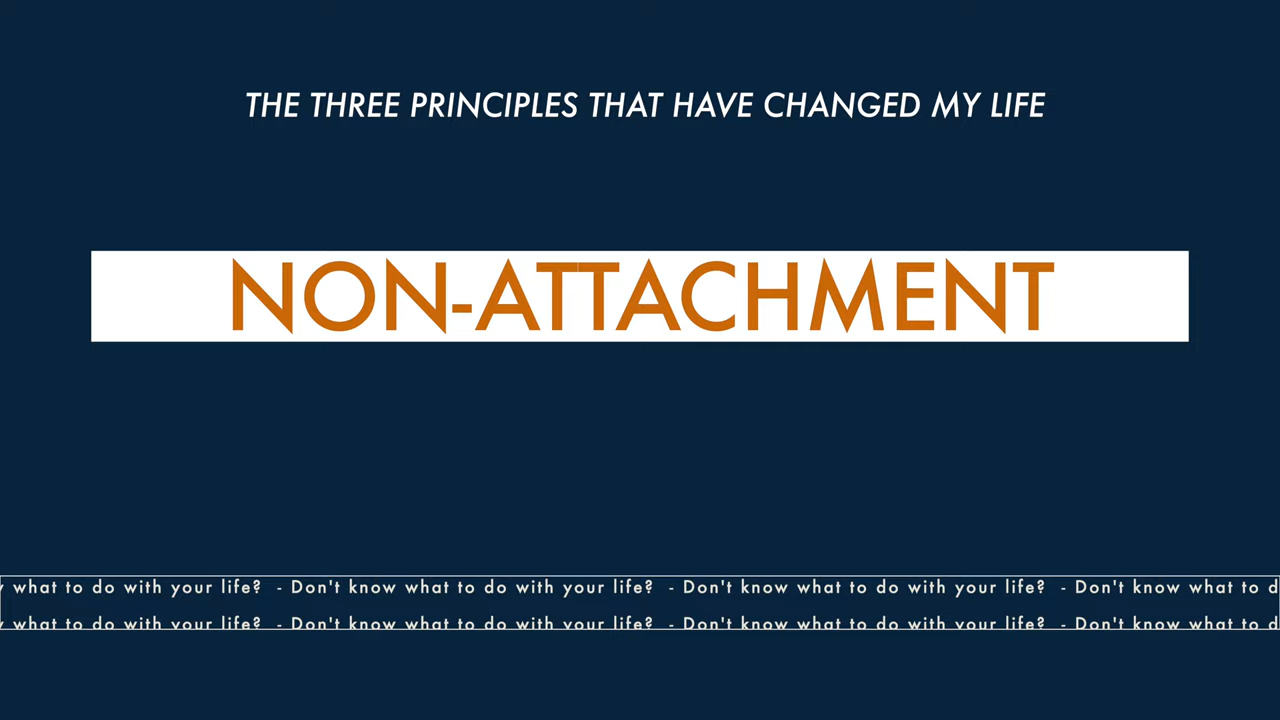 THE THREE PRINCIPLES THAT HAVE CHANGED MY LIFE
NON-ATTACHMENT
what to do with your life? - Don't know what to do with your life? - Don't know what to do with your life? - Don't know what to d
what to do with your life? - Don't know what to do with your life? - Don't know what to do with your life? - Don't know what to d